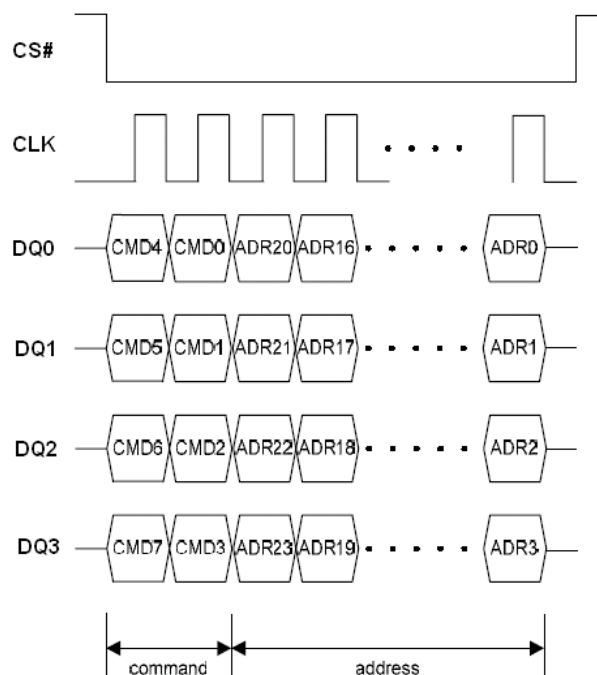 CS#
CLK
DQ0 CMD4 CMD0 ADR20 ADR16 ADR0
DQ1 CMD5 CMD1 ADR21 ADR17 ADR1
DQ2 CMD6 CMD2 ADR22 ADR18 ADR2
DQ3 CMD7 CMD3 ADR23 ADR19 ADR3
command address